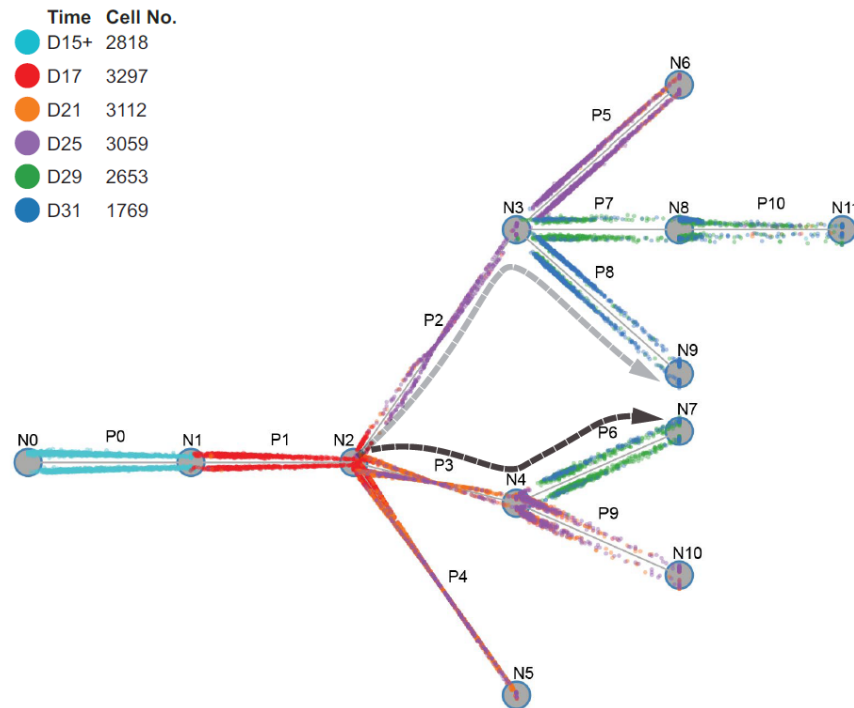 Time Cell No.
D15+ 2818
D17 3297
D21 3112
D25 3059
D29 2653
D31 1769
N6
P5
N3
P7
N8
P10
N11
P8
P2
N9
N7
N0
P0
N1
P1
N2
P3
P6
N4
P9
N10
P4
N5